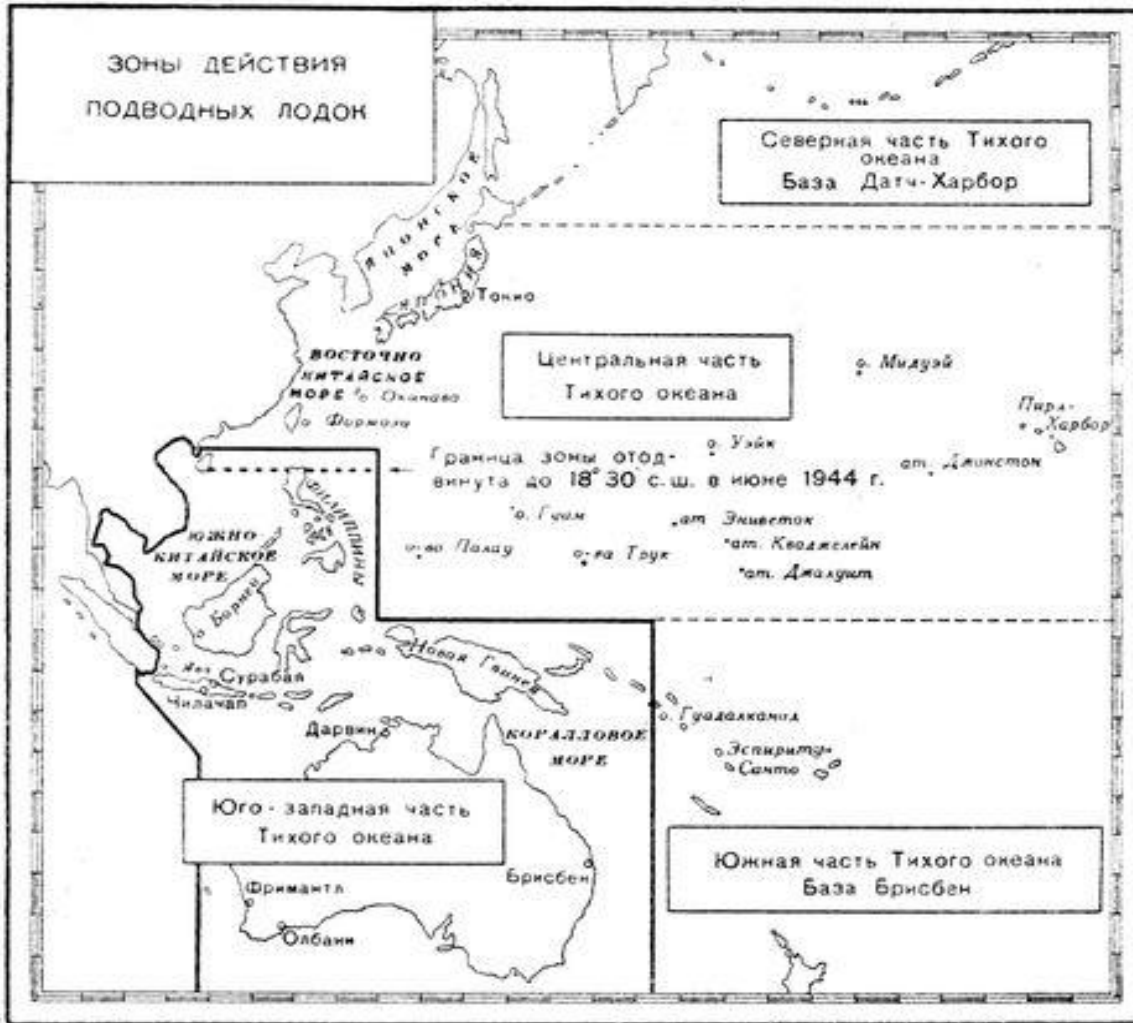 ЗОНЫ ДЕЙСТВИЯ
ПОДВОДНЫХ ЛОДОК
Северная часть Тихого
океана
База Датч-Харбор
ЯПОНСКОЕ
МОРЕ
ЯПОНИЯ
Токио
ВОСТОЧНО
КИТАЙСКОЕ
МОРЕ
о. Окинава
о. Формоза
Центральная часть
Тихого океана
о. Мидуэй
Пирл-
Харбор
о. Уэйк
ат. Джонстон
Граница зоны отод-
винута до 18° 30' с.ш. в июне 1944 г.
ФИЛИППИНЫ
о. Гуам
ат. Эниветок
о-ва Палау
о-ва Трук
ат. Кваджелейн
ат. Джалуит
ЮЖНО
КИТАЙСКОЕ
МОРЕ
Борнео
Новая Гвинея
Ява
Сурабая
Чилачап
Дарвин
КОРАЛЛОВОЕ
МОРЕ
Гуадалканал
Эспириту-
Санто
Юго-западная часть
Тихого океана
Южная часть Тихого океана
База Брисбен
Брисбен
Фримантл
Олбани